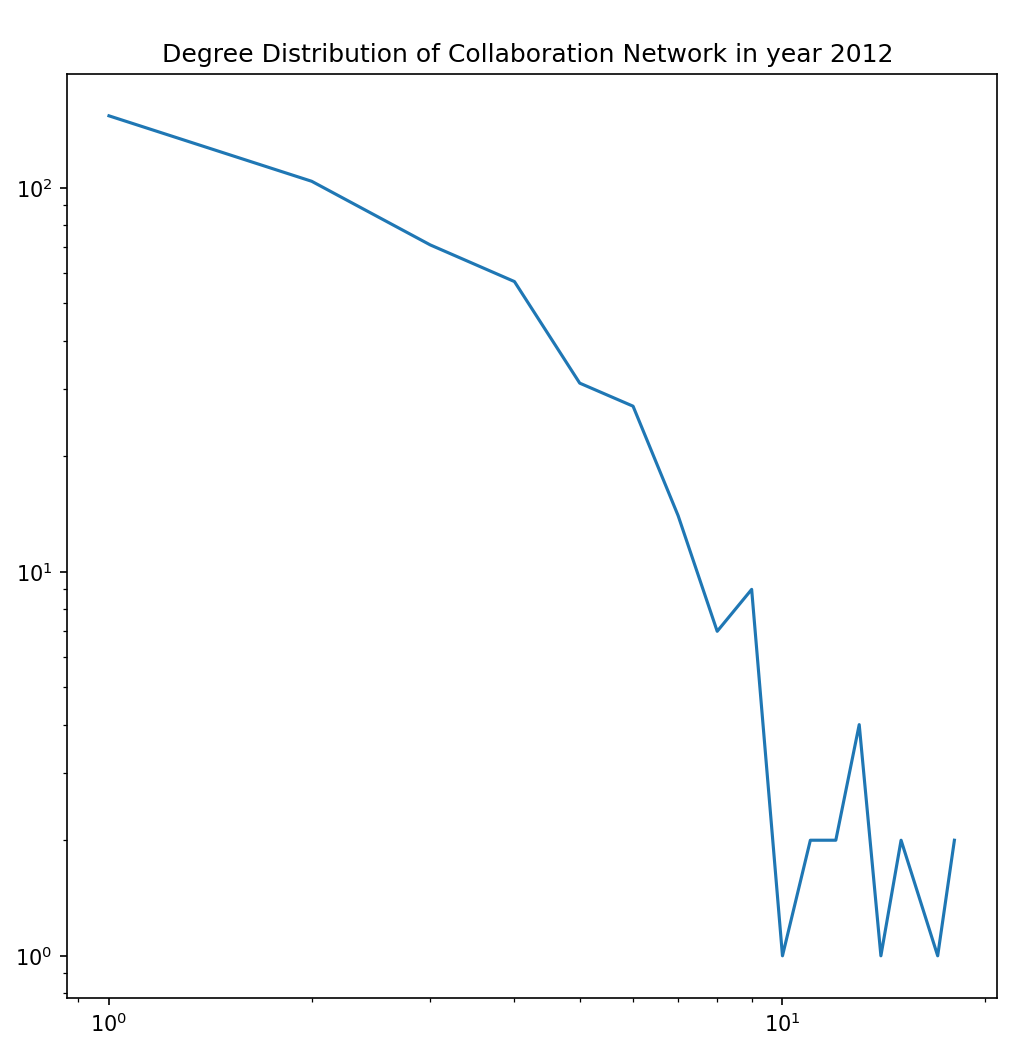 Degree Distribution of Collaboration Network in year 2012
10²
10¹
10⁰
10⁰ 10¹